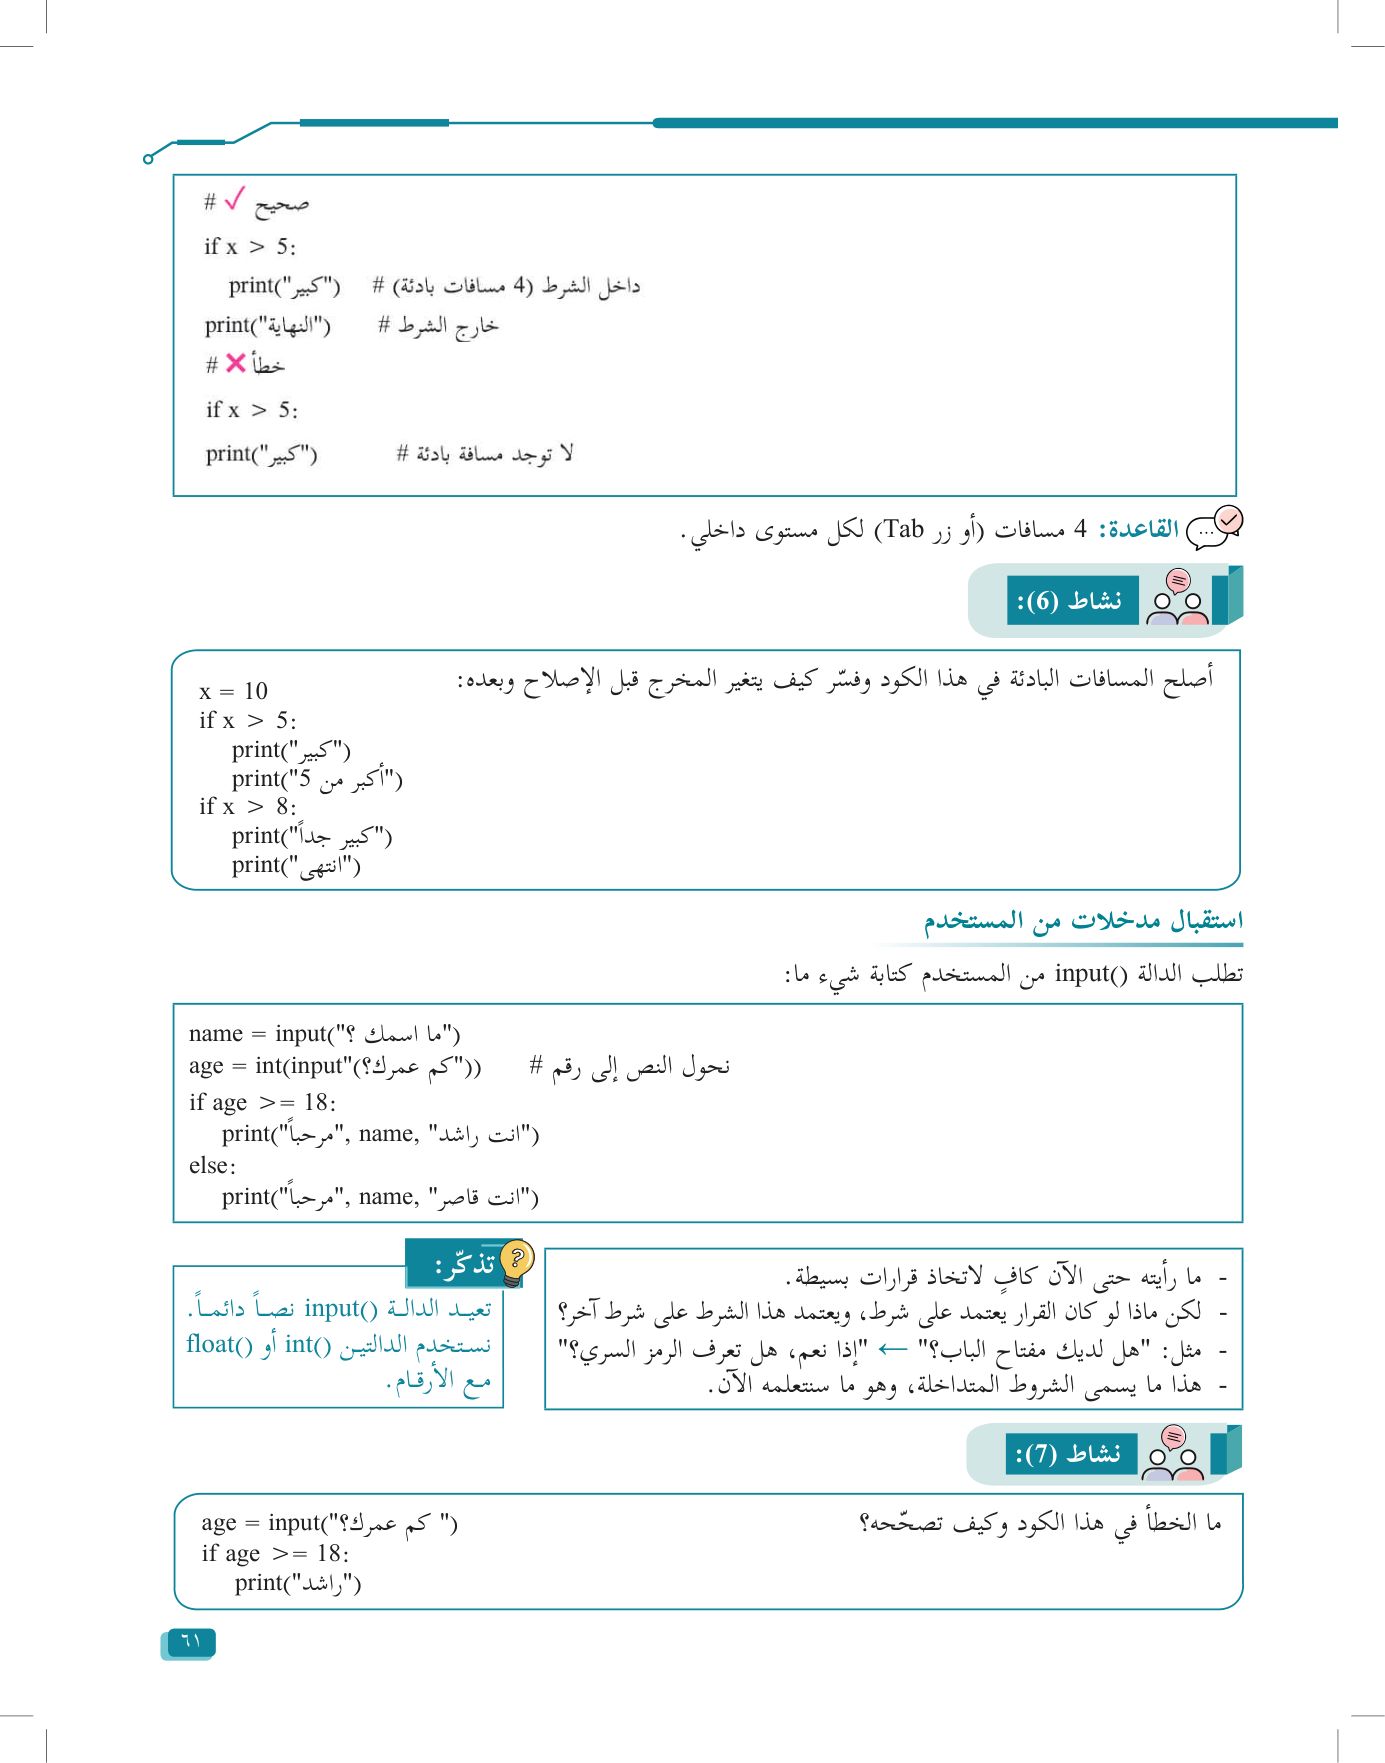 # ✓ صحيح
if x > 5:
    print("كبير")    # داخل الشرط (4 مسافات بادئة)
print("النهاية")    # خارج الشرط
# ✕ خطأ
if x > 5:
print("كبير")    # لا توجد مسافة بادئة
القاعدة: 4 مسافات (أو زر Tab) لكل مستوى داخلي.
نشاط (6):
أصلح المسافات البادئة في هذا الكود وفسّر كيف يتغير المخرج قبل الإصلاح وبعده:
x = 10
if x > 5:
    print("كبير")
    print("أكبر من 5")
if x > 8:
    print("كبير جداً")
    print("انتهى")
استقبال مدخلات من المستخدم
تطلب الدالة input() من المستخدم كتابة شيء ما:
name = input("ما اسمك ؟")
age = int(input"(كم عمرك؟"))    # نحول النص إلى رقم
if age >= 18:
    print("مرحباً", name, "انت راشد")
else:
    print("مرحباً", name, "انت قاصر")
- ما رأيته حتى الآن كافٍ لاتخاذ قرارات بسيطة.
- لكن ماذا لو كان القرار يعتمد على شرط، ويعتمد هذا الشرط على شرط آخر؟
- مثل: "هل لديك مفتاح الباب؟" ← "إذا نعم، هل تعرف الرمز السري؟"
- هذا ما يسمى الشروط المتداخلة، وهو ما سنتعلمه الآن.
تذكّر:
تعيد الدالة input() نصاً دائماً.
نستخدم الدالتين int() أو float()
مع الأرقام.
نشاط (7):
ما الخطأ في هذا الكود وكيف تصحّحه؟
age = input("كم عمرك؟ ")
if age >= 18:
    print("راشد")
٦١